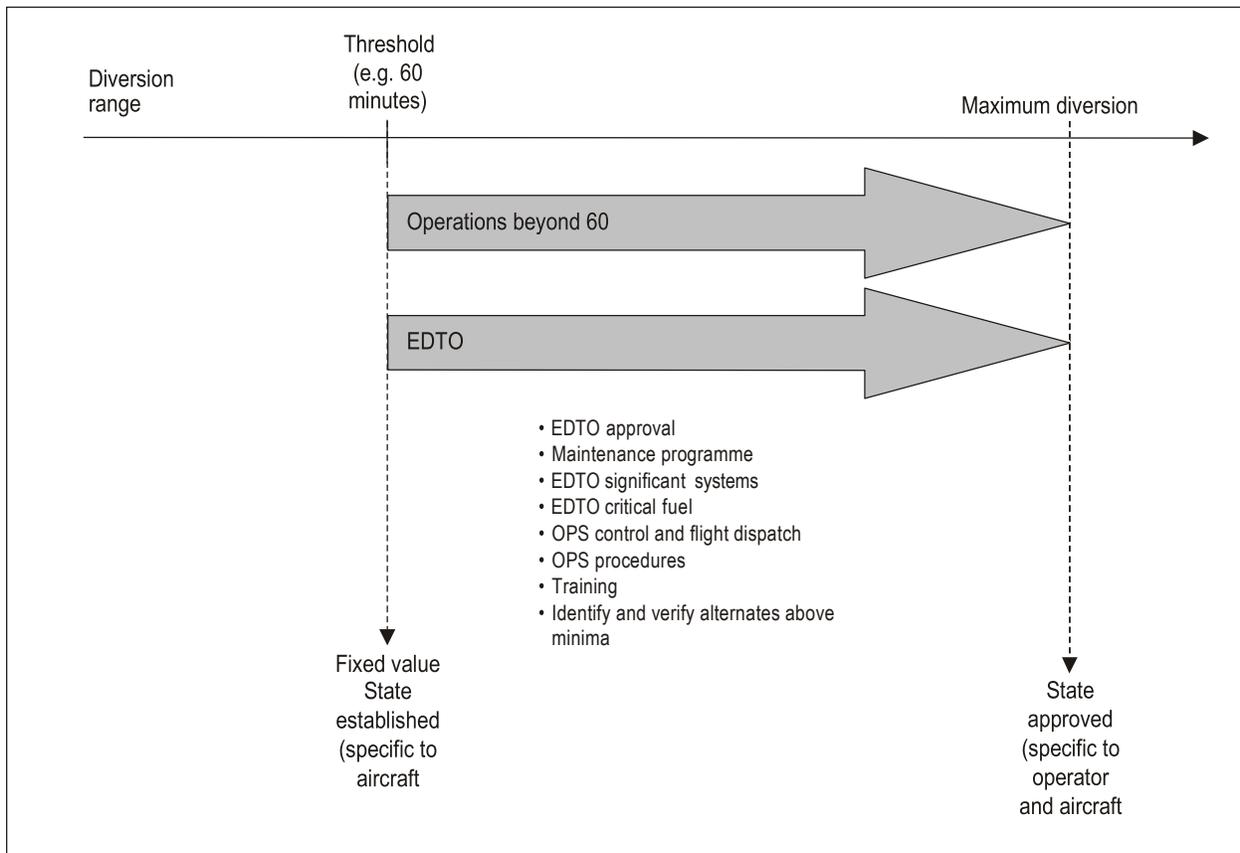 Threshold
(e.g. 60
minutes)
Diversion
range
Maximum diversion
Operations beyond 60
EDTO
• EDTO approval
• Maintenance programme
• EDTO significant systems
• EDTO critical fuel
• OPS control and flight dispatch
• OPS procedures
• Training
• Identify and verify alternates above
minima
Fixed value
State
established
(specific to
aircraft
State
approved
(specific to
operator
and aircraft